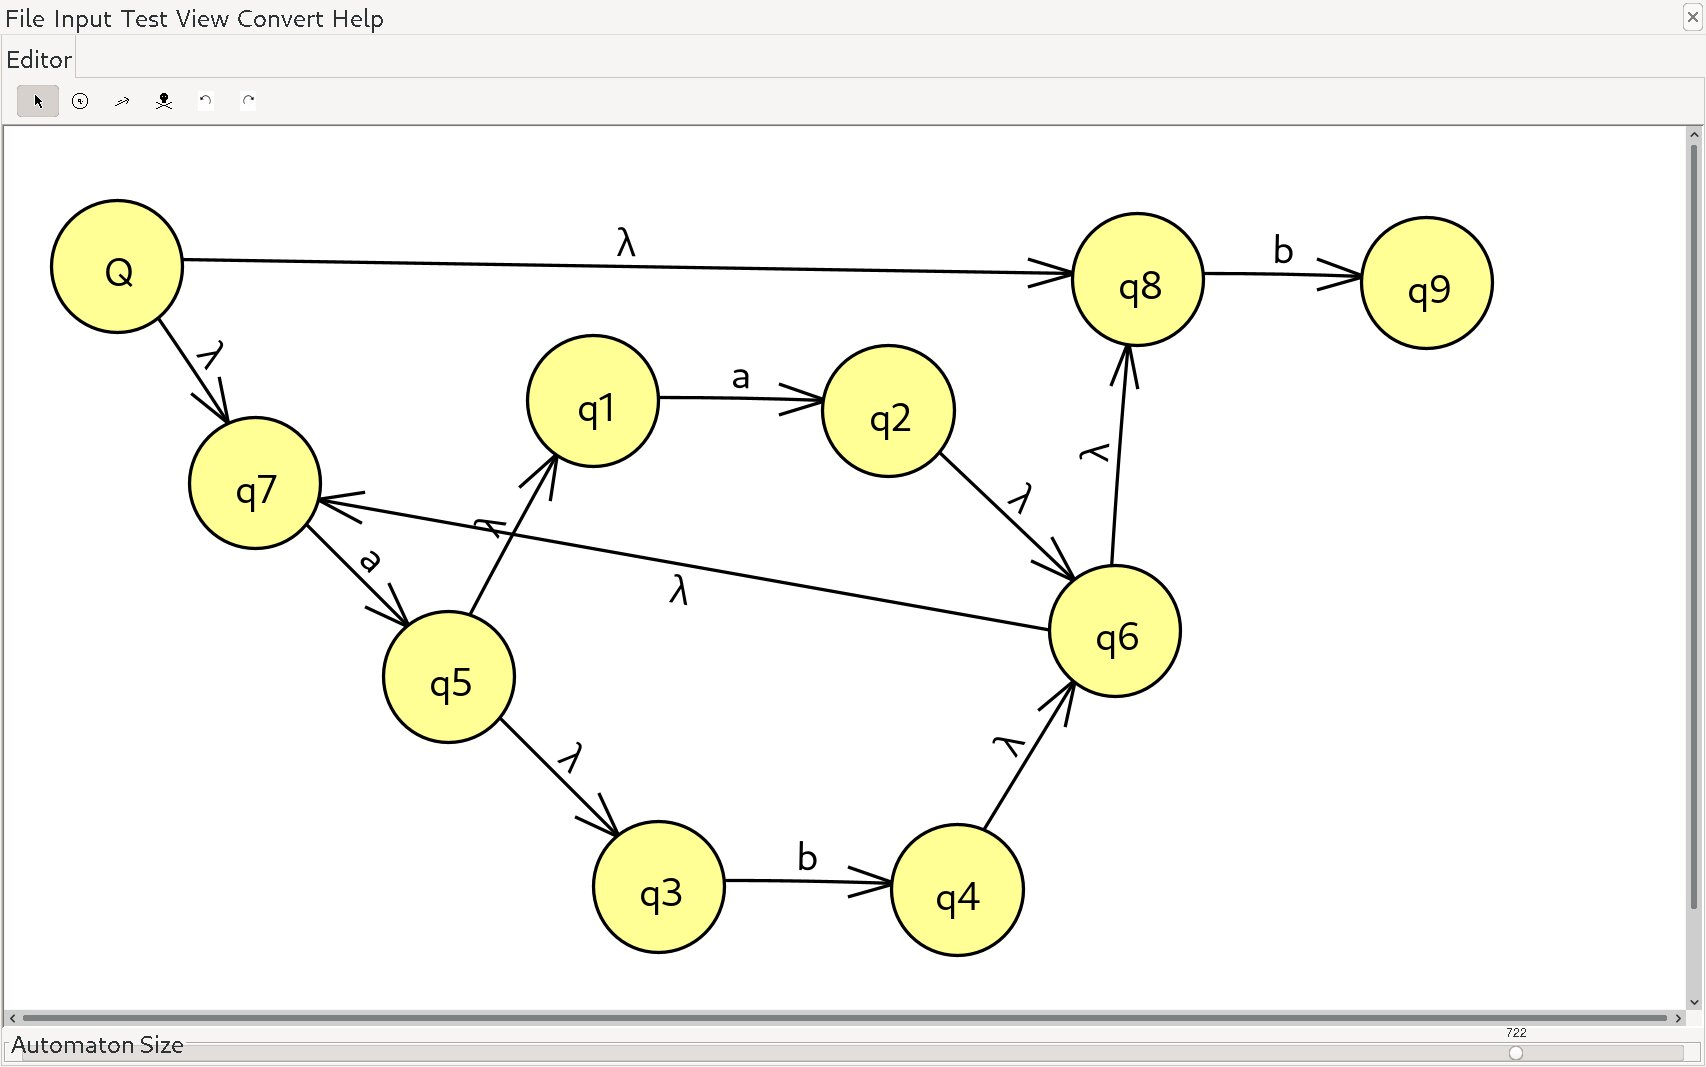 File Input Test View Convert Help
Editor
λ
b
Q
q8
q9
λ
a
q1
q2
λ
q7
λ
λ
a
λ
q6
q5
λ
λ
b
q3
q4
722
Automaton Size